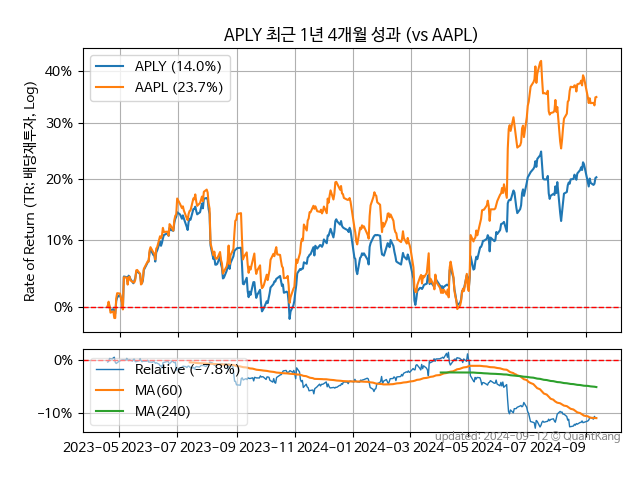 APLY 최근 1년 4개월 성과 (vs AAPL)
APLY (14.0%)
AAPL (23.7%)
Rate of Return (TR: 배당재투자, Log)
40%
30%
20%
10%
0%
0%
−10%
Relative (−7.8%)
MA(60)
MA(240)
2023-05 2023-07 2023-09 2023-11 2024-01 2024-03 2024-05 2024-07 2024-09
updated: 2024-09-12 © QuantKang